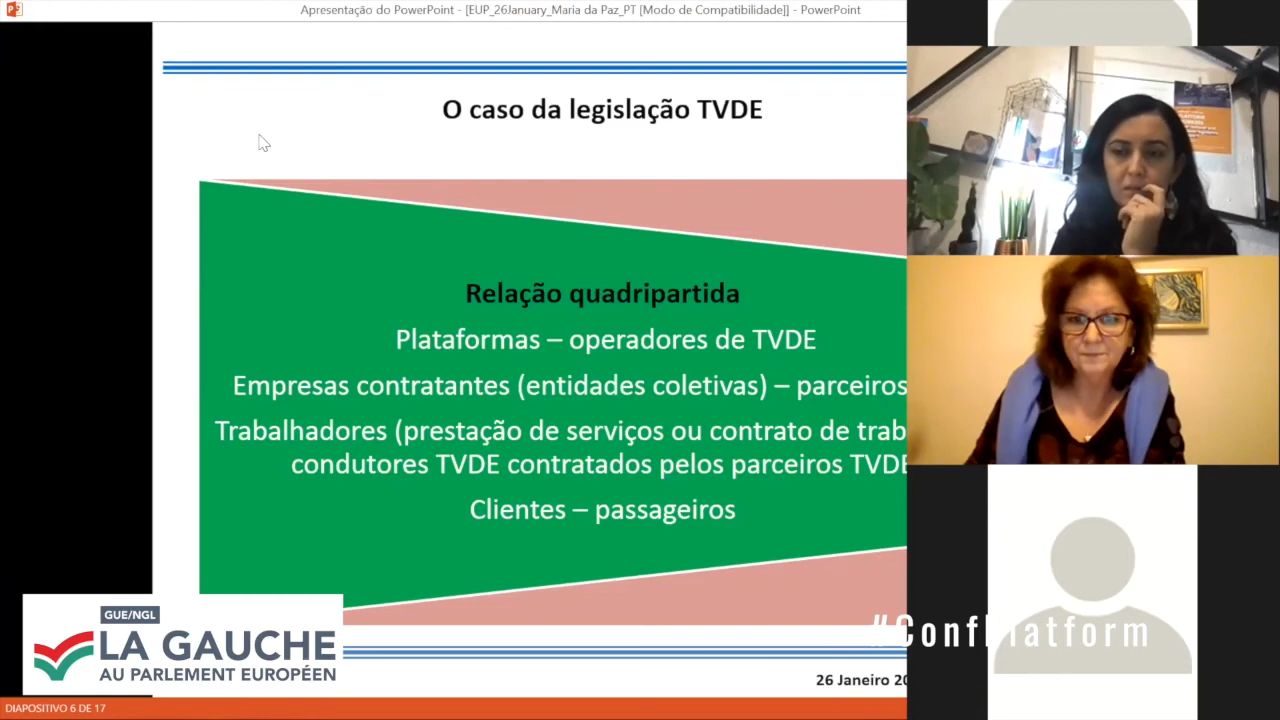 Apresentação do PowerPoint - [EUP_26January_Maria da Paz_PT [Modo de Compatibilidade]] - PowerPoint
O caso da legislação TVDE
Relação quadripartida
Plataformas – operadores de TVDE
Empresas contratantes (entidades coletivas) – parceiros
Trabalhadores (prestação de serviços ou contrato de trab
condutores TVDE contratados pelos parceiros TVDE
Clientes – passageiros
GUE/NGL
LA GAUCHE
AU PARLEMENT EUROPÉEN
#ConfPlatform
26 Janeiro 20
DIAPOSITIVO 6 DE 17